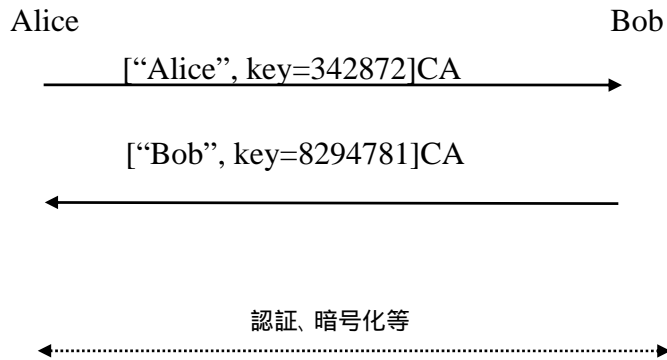 Alice
Bob
[“Alice”, key=342872]CA
[“Bob”, key=8294781]CA
認証、暗号化等